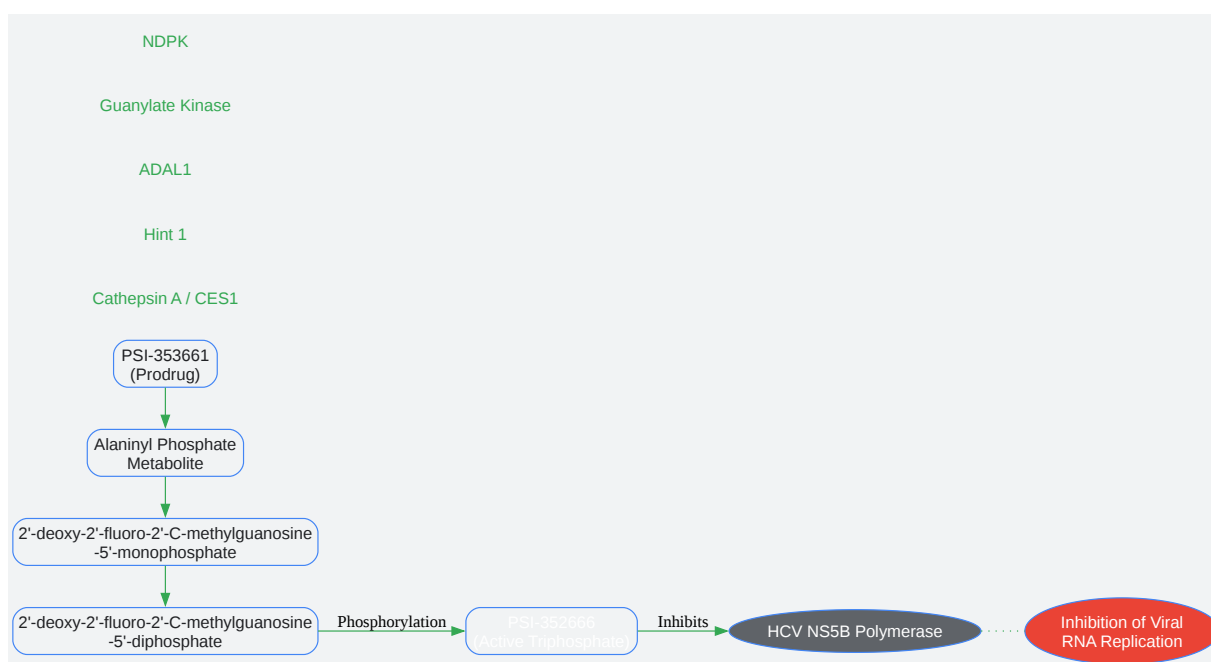 NDPK
Guanylate Kinase
ADAL1
Hint 1
Cathepsin A / CES1
PSI-353661
(Prodrug)
Alaninyl Phosphate
Metabolite
2'-deoxy-2'-fluoro-2'-C-methylguanosine
-5'-monophosphate
2'-deoxy-2'-fluoro-2'-C-methylguanosine
-5'-diphosphate
Phosphorylation
PSI-352666
(Active Triphosphate)
Inhibits
HCV NS5B Polymerase
Inhibition of Viral
RNA Replication